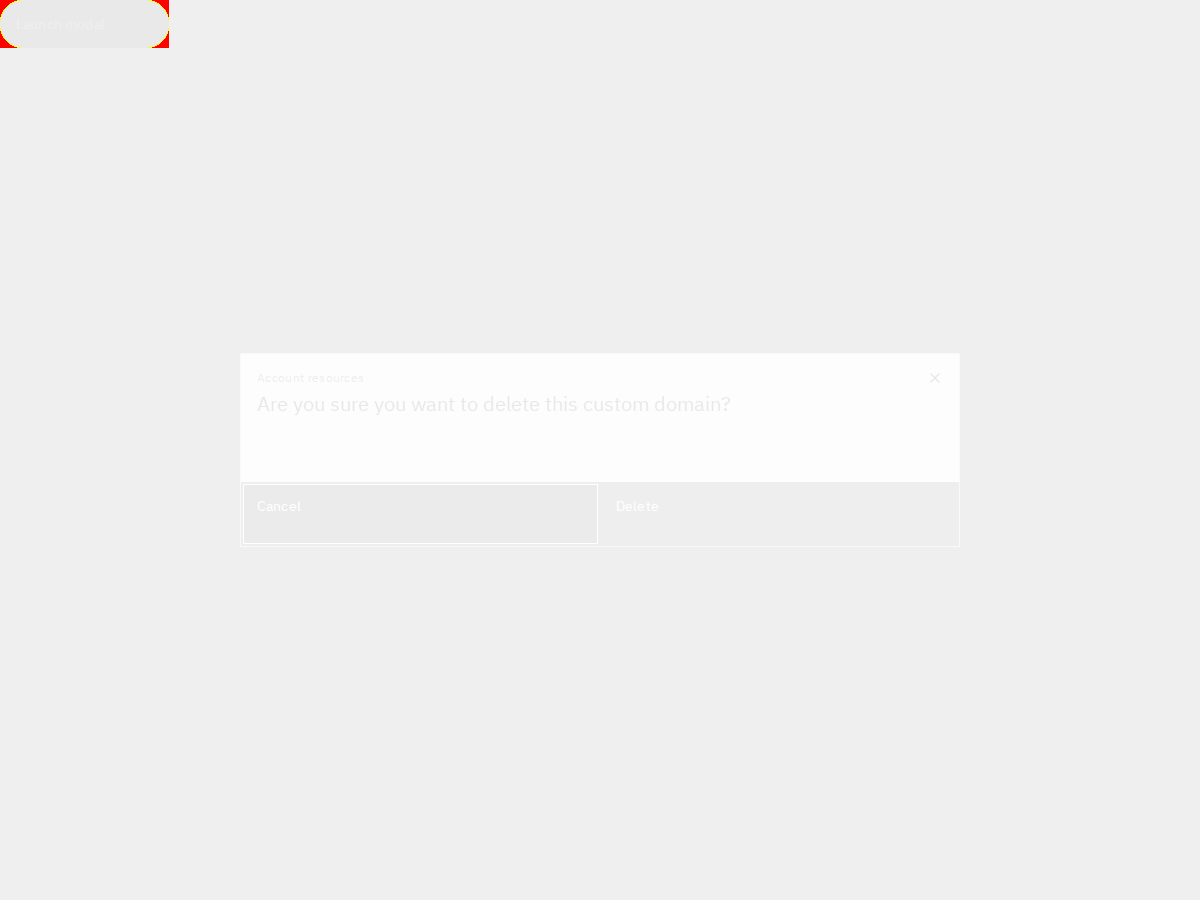 Launch modal
Account resources
Are you sure you want to delete this custom domain?
Cancel
Delete